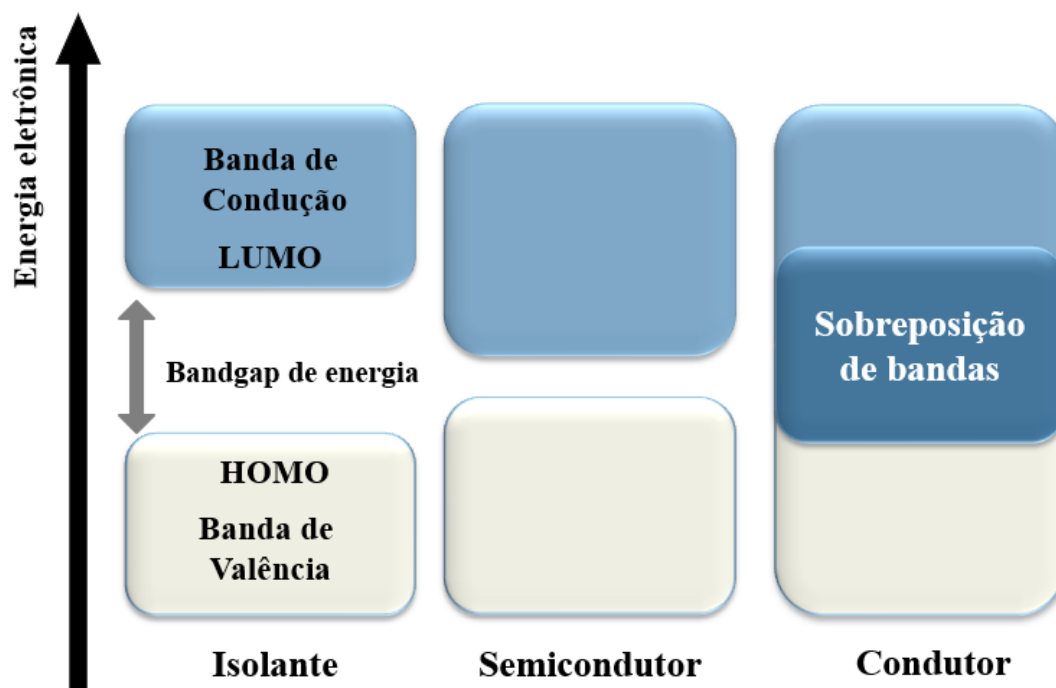 Energia eletrônica
Banda de
Condução
LUMO
Bandgap de energia
HOMO
Banda de
Valência
Sobreposição
de bandas
Isolante
Semicondutor
Condutor